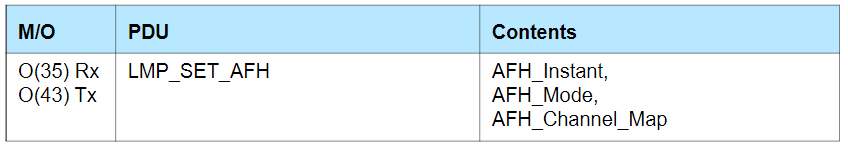 M/O PDU Contents
O(35) Rx LMP_SET_AFH AFH_Instant,
O(43) Tx AFH_Mode,
AFH_Channel_Map